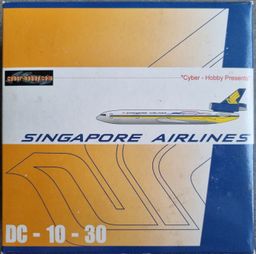 cyber-hobby.com
"Cyber - Hobby Presents"
SINGAPORE AIRLINES
DC - 10 - 30